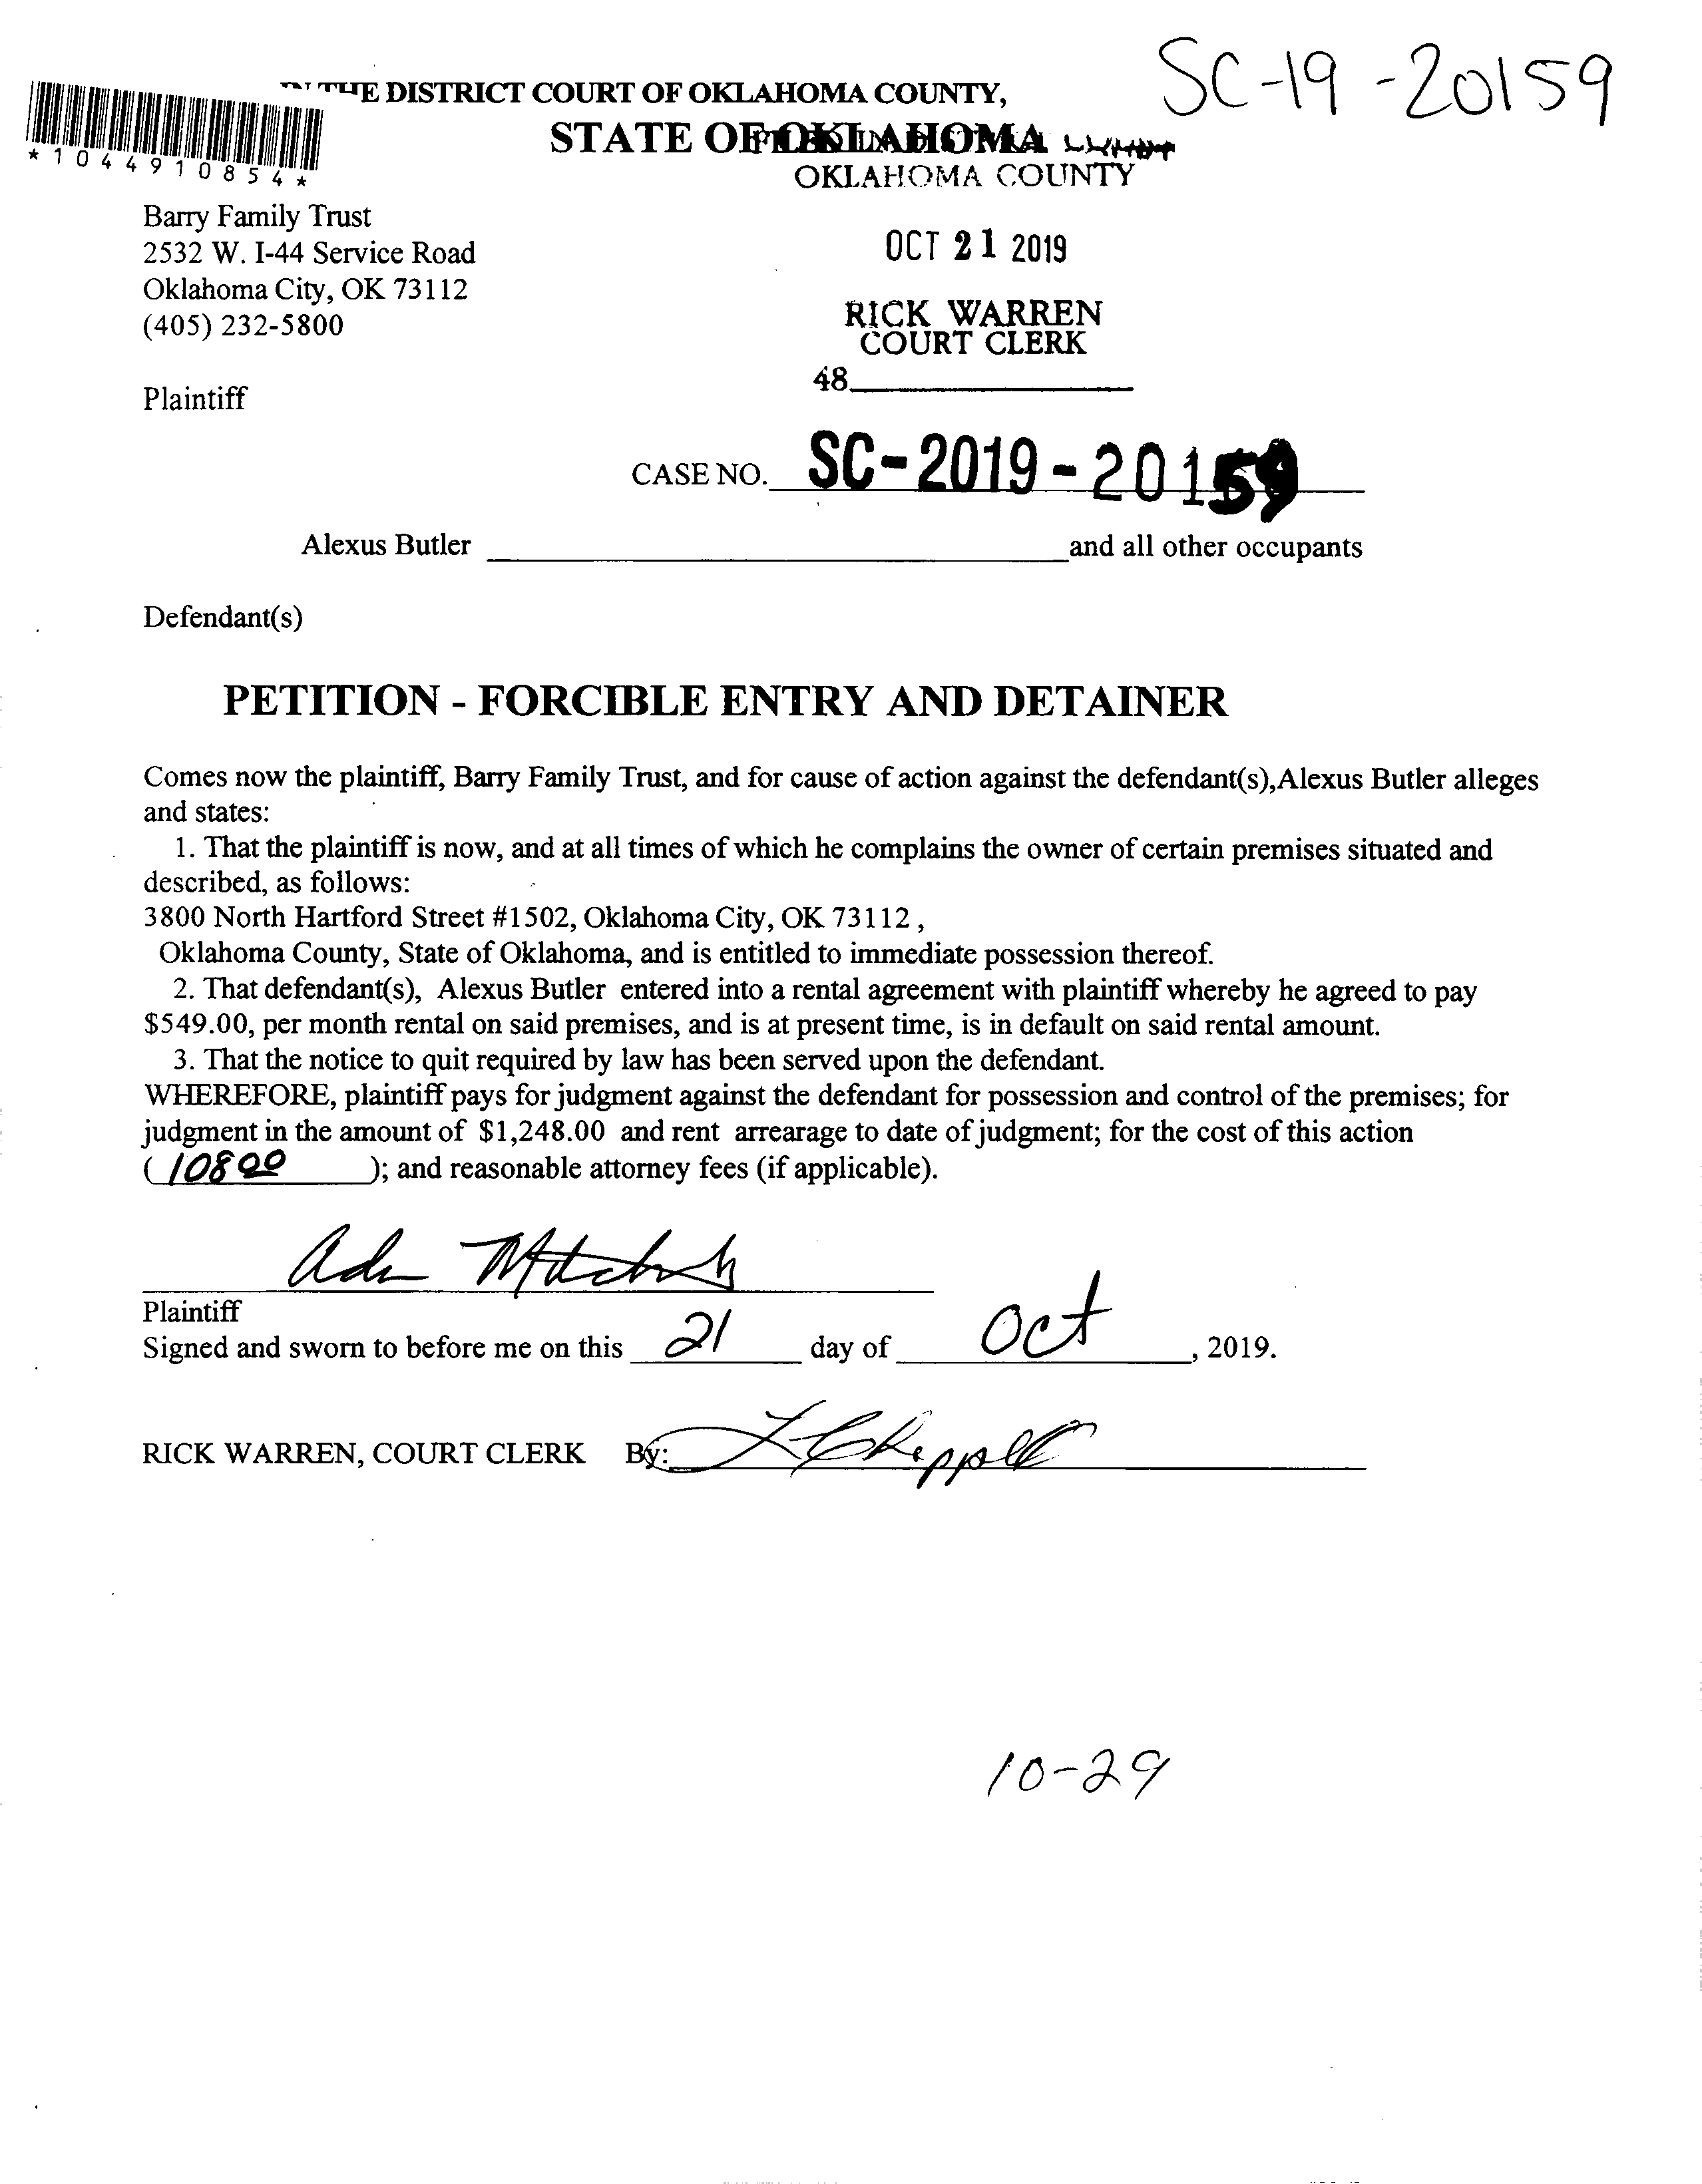 SC-19-20159
THE DISTRICT COURT OF OKLAHOMA COUNTY,
STATE OF OKLAHOMA
OKLAHOMA COUNTY
*1044910854*
Barry Family Trust
2532 W. I-44 Service Road
Oklahoma City, OK 73112
(405) 232-5800
OCT 21 2019
RICK WARREN
COURT CLERK
48
Plaintiff
CASE NO. SC-2019-20159
Alexus Butler and all other occupants
Defendant(s)
PETITION - FORCIBLE ENTRY AND DETAINER
Comes now the plaintiff, Barry Family Trust, and for cause of action against the defendant(s),Alexus Butler alleges
and states:
1. That the plaintiff is now, and at all times of which he complains the owner of certain premises situated and
described, as follows:
3800 North Hartford Street #1502, Oklahoma City, OK 73112 ,
Oklahoma County, State of Oklahoma, and is entitled to immediate possession thereof.
2. That defendant(s), Alexus Butler entered into a rental agreement with plaintiff whereby he agreed to pay
$549.00, per month rental on said premises, and is at present time, is in default on said rental amount.
3. That the notice to quit required by law has been served upon the defendant.
WHEREFORE, plaintiff pays for judgment against the defendant for possession and control of the premises; for
judgment in the amount of $1,248.00 and rent arrearage to date of judgment; for the cost of this action
( 10800 ); and reasonable attorney fees (if applicable).
Plaintiff
Signed and sworn to before me on this 21 day of Oct, 2019.
RICK WARREN, COURT CLERK By:
10-29